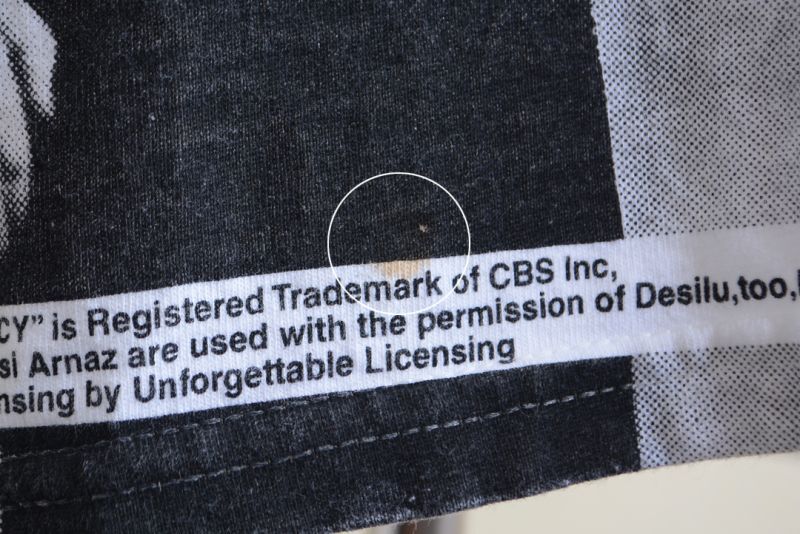 CY” is Registered Trademark of CBS Inc,
si Arnaz are used with the permission of Desilu,too,
nsing by Unforgettable Licensing